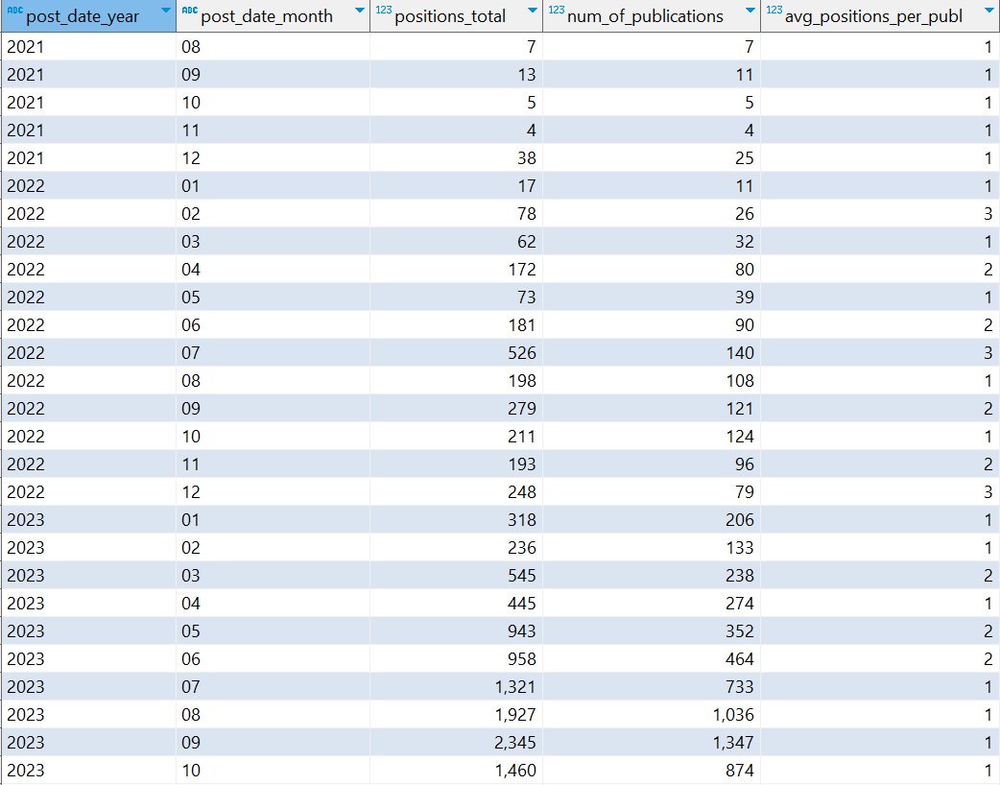 ABC post_date_year ABC post_date_month 123 positions_total 123 num_of_publications 123 avg_positions_per_publ
2021 08 7 7 1
2021 09 13 11 1
2021 10 5 5 1
2021 11 4 4 1
2021 12 38 25 1
2022 01 17 11 1
2022 02 78 26 3
2022 03 62 32 1
2022 04 172 80 2
2022 05 73 39 1
2022 06 181 90 2
2022 07 526 140 3
2022 08 198 108 1
2022 09 279 121 2
2022 10 211 124 1
2022 11 193 96 2
2022 12 248 79 3
2023 01 318 206 1
2023 02 236 133 1
2023 03 545 238 2
2023 04 445 274 1
2023 05 943 352 2
2023 06 958 464 2
2023 07 1,321 733 1
2023 08 1,927 1,036 1
2023 09 2,345 1,347 1
2023 10 1,460 874 1